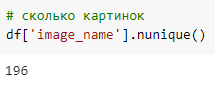 # сколько картинок
df['image_name'].nunique()
196